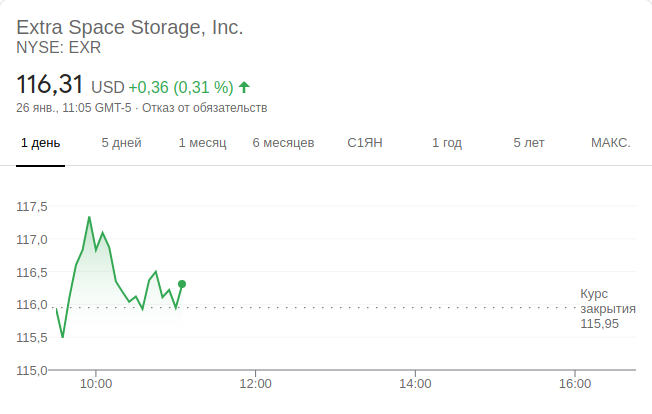 Extra Space Storage, Inc.
NYSE: EXR
116,31 USD +0,36 (0,31 %)
26 янв., 11:05 GMT-5 · Отказ от обязательств
1 день 5 дней 1 месяц 6 месяцев С1ЯН 1 год 5 лет МАКС.
117,5
117,0
116,5
116,0
115,5
115,0
Курс
закрытия
115,95
10:00 12:00 14:00 16:00